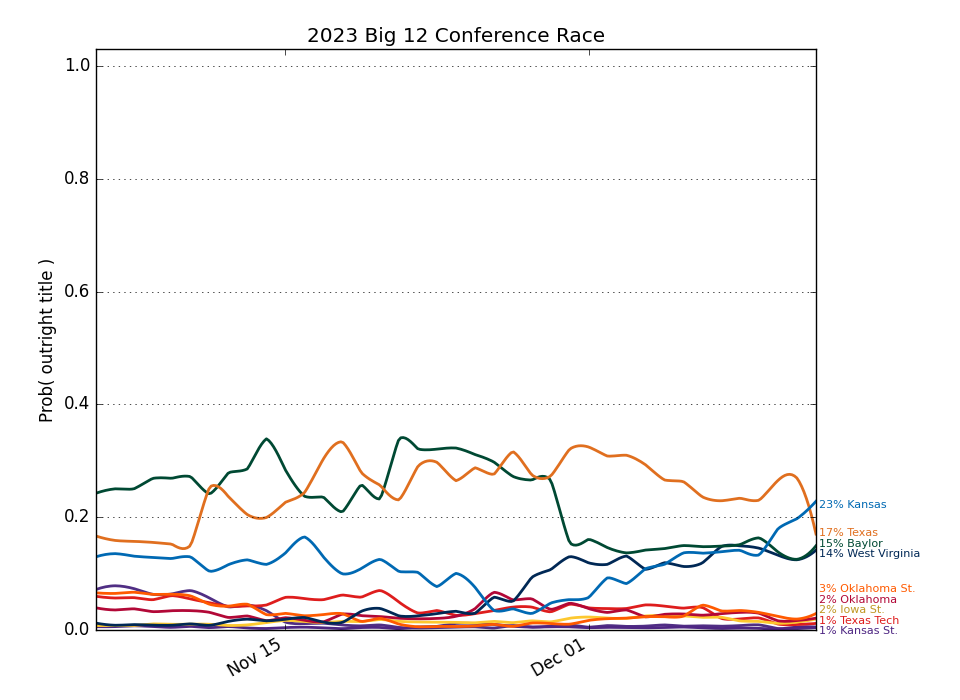 2023 Big 12 Conference Race
Prob( outright title )
1.0
0.8
0.6
0.4
0.2
0.0
Nov 15
Dec 01
23% Kansas
17% Texas
15% Baylor
14% West Virginia
3% Oklahoma St.
2% Oklahoma
2% Iowa St.
1% Texas Tech
1% Kansas St.